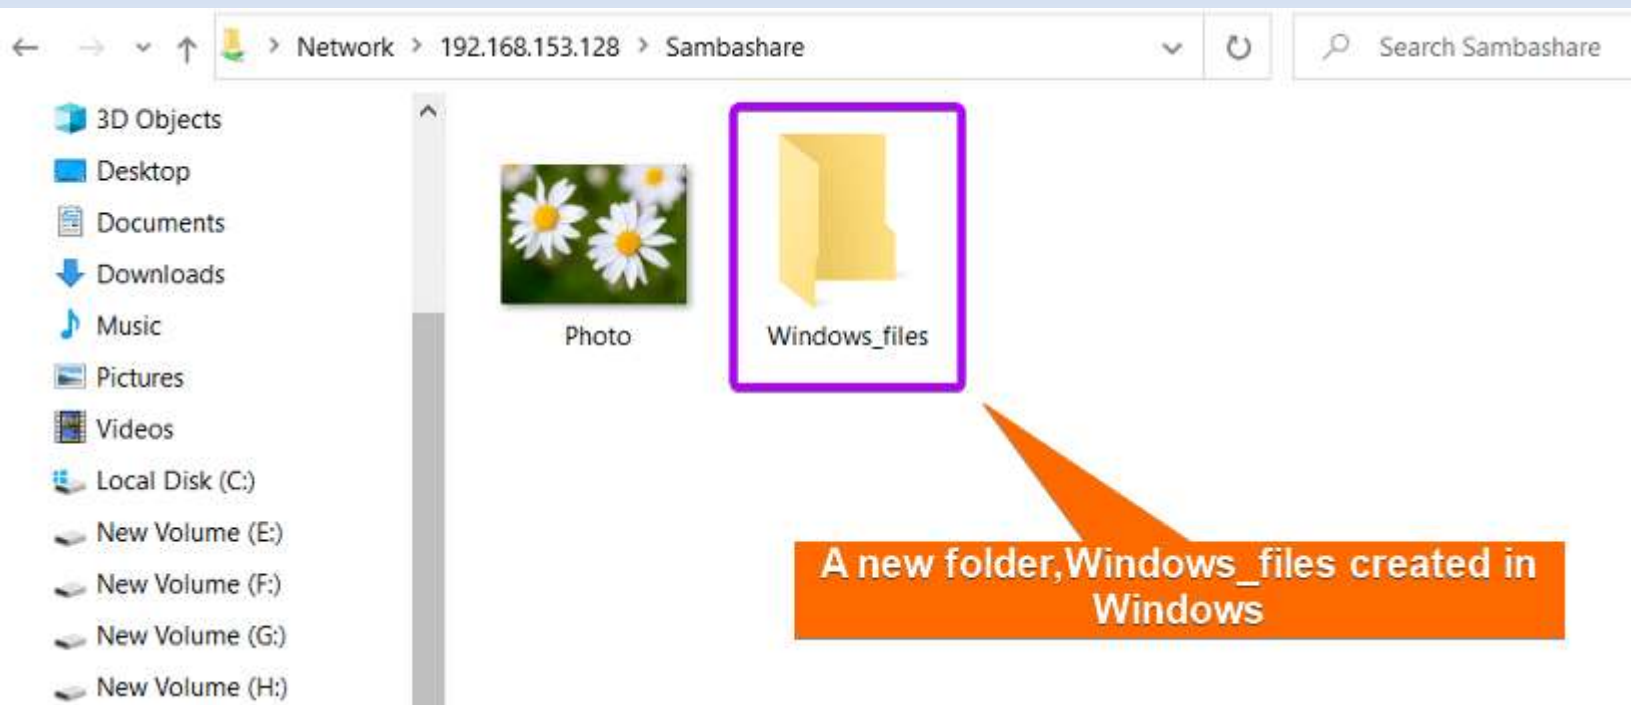 Network > 192.168.153.128 > Sambashare
Search Sambashare
3D Objects
Desktop
Documents
Downloads
Music
Pictures
Videos
Local Disk (C:)
New Volume (E:)
New Volume (F:)
New Volume (G:)
New Volume (H:)
Photo
Windows_files
A new folder,Windows_files created in
Windows